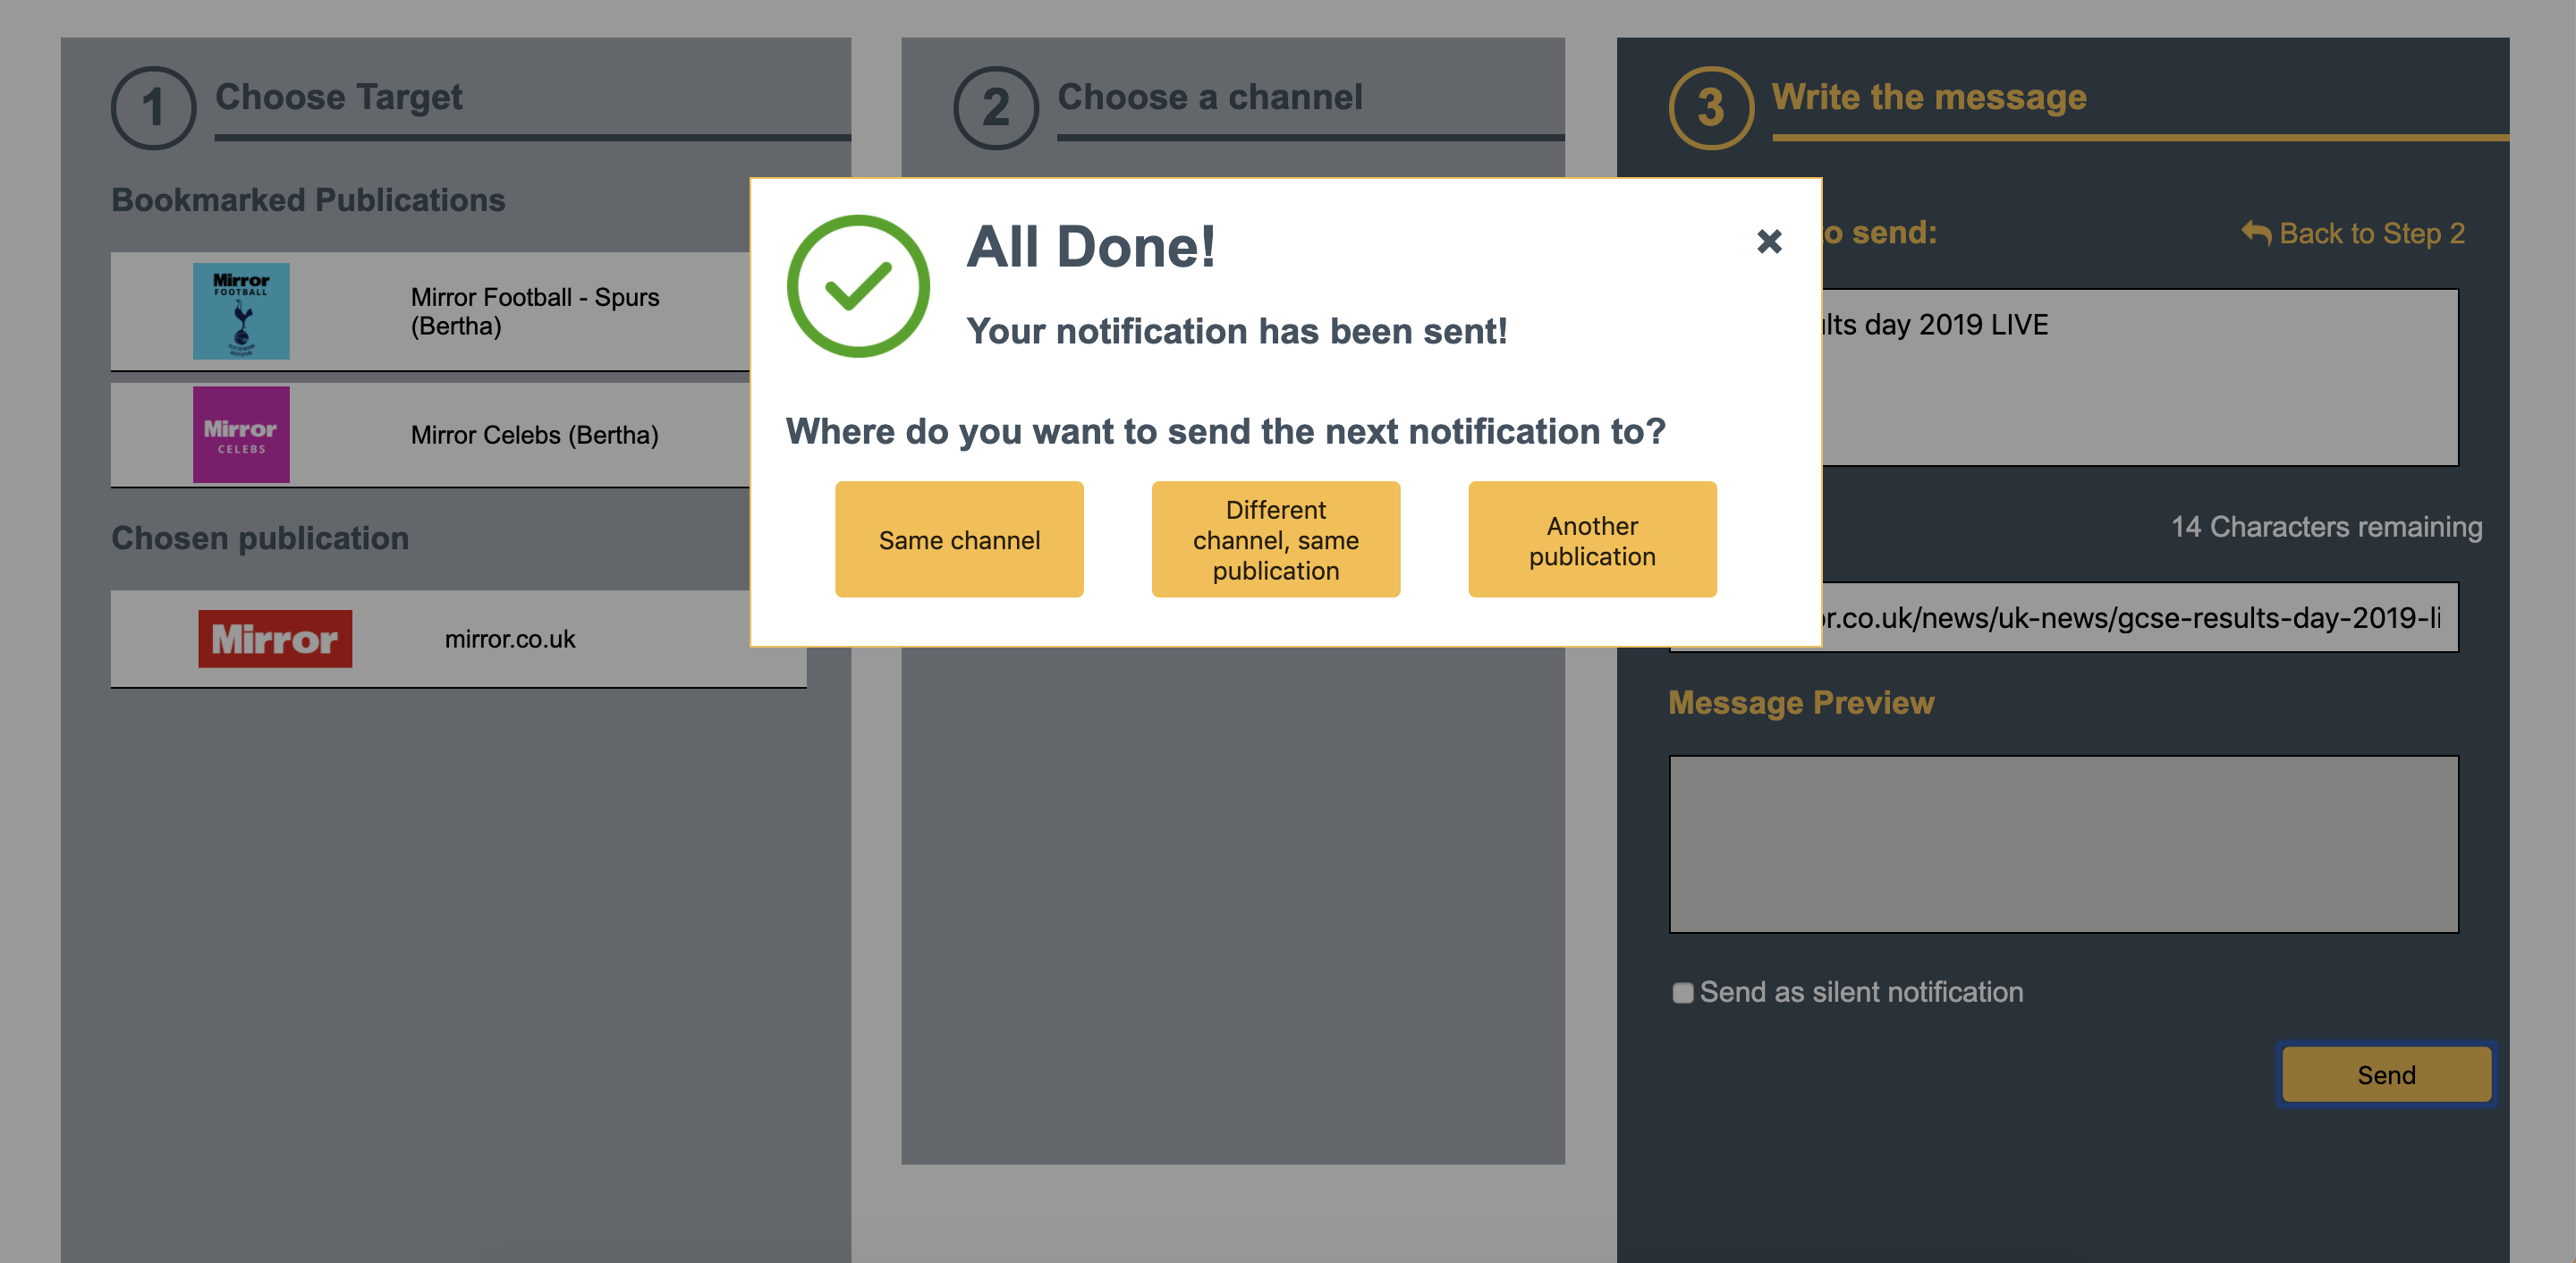 1 Choose Target
Bookmarked Publications
Mirror
FOOTBALL
Mirror Football - Spurs
(Bertha)
Mirror
CELEBS
Mirror Celebs (Bertha)
Chosen publication
Mirror
mirror.co.uk
2 Choose a channel
All Done!
Your notification has been sent!
Where do you want to send the next notification to?
Same channel
Different
channel, same
publication
Another
publication
3 Write the message
to send:
Back to Step 2
day 2019 LIVE
14 Characters remaining
.co.uk/news/uk-news/gcse-results-day-2019-li
Message Preview
Send as silent notification
Send